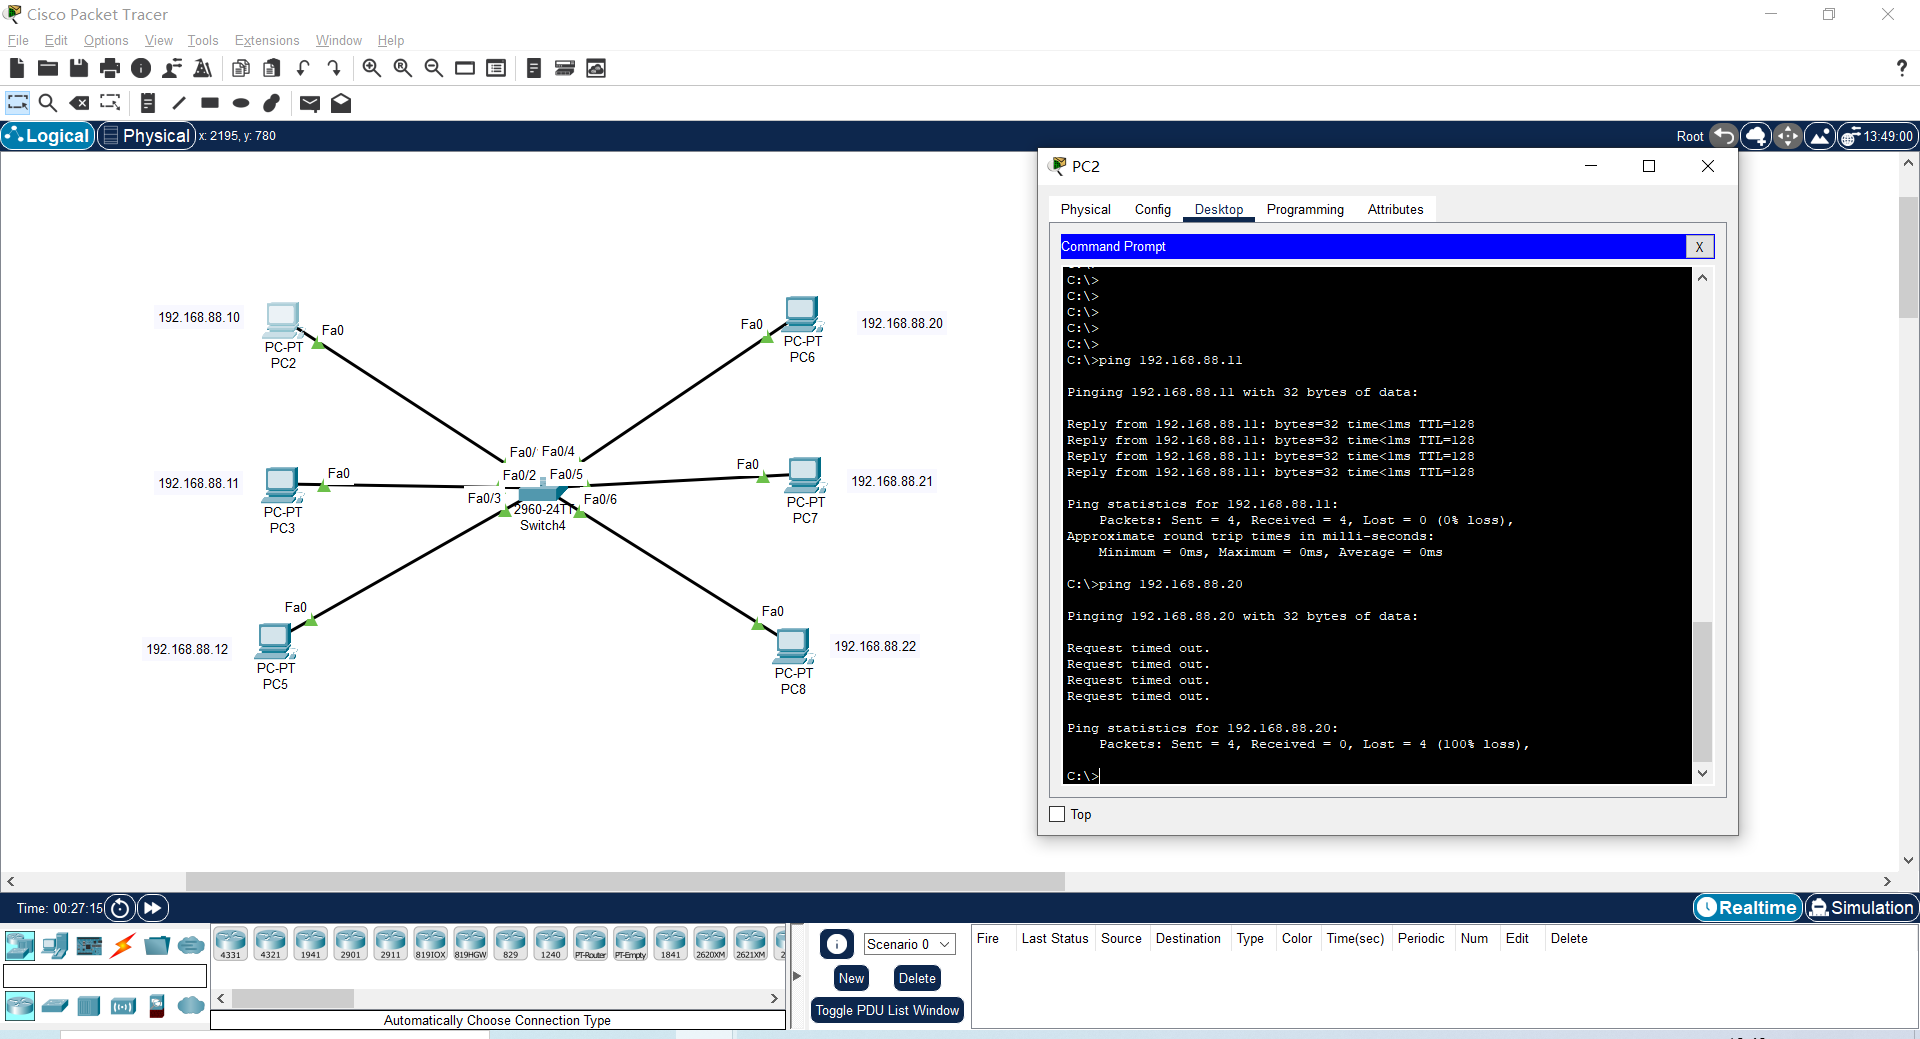 Cisco Packet Tracer
File Edit Options View Tools Extensions Window Help
Logical Physical x: 2195, y: 780 Root 13:49:00
192.168.88.10
Fa0
PC-PT
PC2
192.168.88.11
Fa0
PC-PT
PC3
192.168.88.12
Fa0
PC-PT
PC5
Fa0/ Fa0/4
Fa0/2 Fa0/5
Fa0/3 Fa0/6
2960-24TT
Switch4
Fa0
PC-PT
PC6
192.168.88.20
Fa0
PC-PT
PC7
192.168.88.21
Fa0
PC-PT
PC8
192.168.88.22
PC2
Physical Config Desktop Programming Attributes
Command Prompt X
C:\>
C:\>
C:\>
C:\>
C:\>
C:\>ping 192.168.88.11
Pinging 192.168.88.11 with 32 bytes of data:
Reply from 192.168.88.11: bytes=32 time<1ms TTL=128
Reply from 192.168.88.11: bytes=32 time<1ms TTL=128
Reply from 192.168.88.11: bytes=32 time<1ms TTL=128
Reply from 192.168.88.11: bytes=32 time<1ms TTL=128
Ping statistics for 192.168.88.11:
Packets: Sent = 4, Received = 4, Lost = 0 (0% loss),
Approximate round trip times in milli-seconds:
Minimum = 0ms, Maximum = 0ms, Average = 0ms
C:\>ping 192.168.88.20
Pinging 192.168.88.20 with 32 bytes of data:
Request timed out.
Request timed out.
Request timed out.
Request timed out.
Ping statistics for 192.168.88.20:
Packets: Sent = 4, Received = 0, Lost = 4 (100% loss),
C:\>
Top
Time: 00:27:15 Realtime Simulation
4331 4321 1941 2901 2911 819IOX 819HGW 829 1240 PT-Router PT-Empty 1841 2620XM 2621XM 2
Automatically Choose Connection Type
Scenario 0
New Delete
Toggle PDU List Window
Fire Last Status Source Destination Type Color Time(sec) Periodic Num Edit Delete